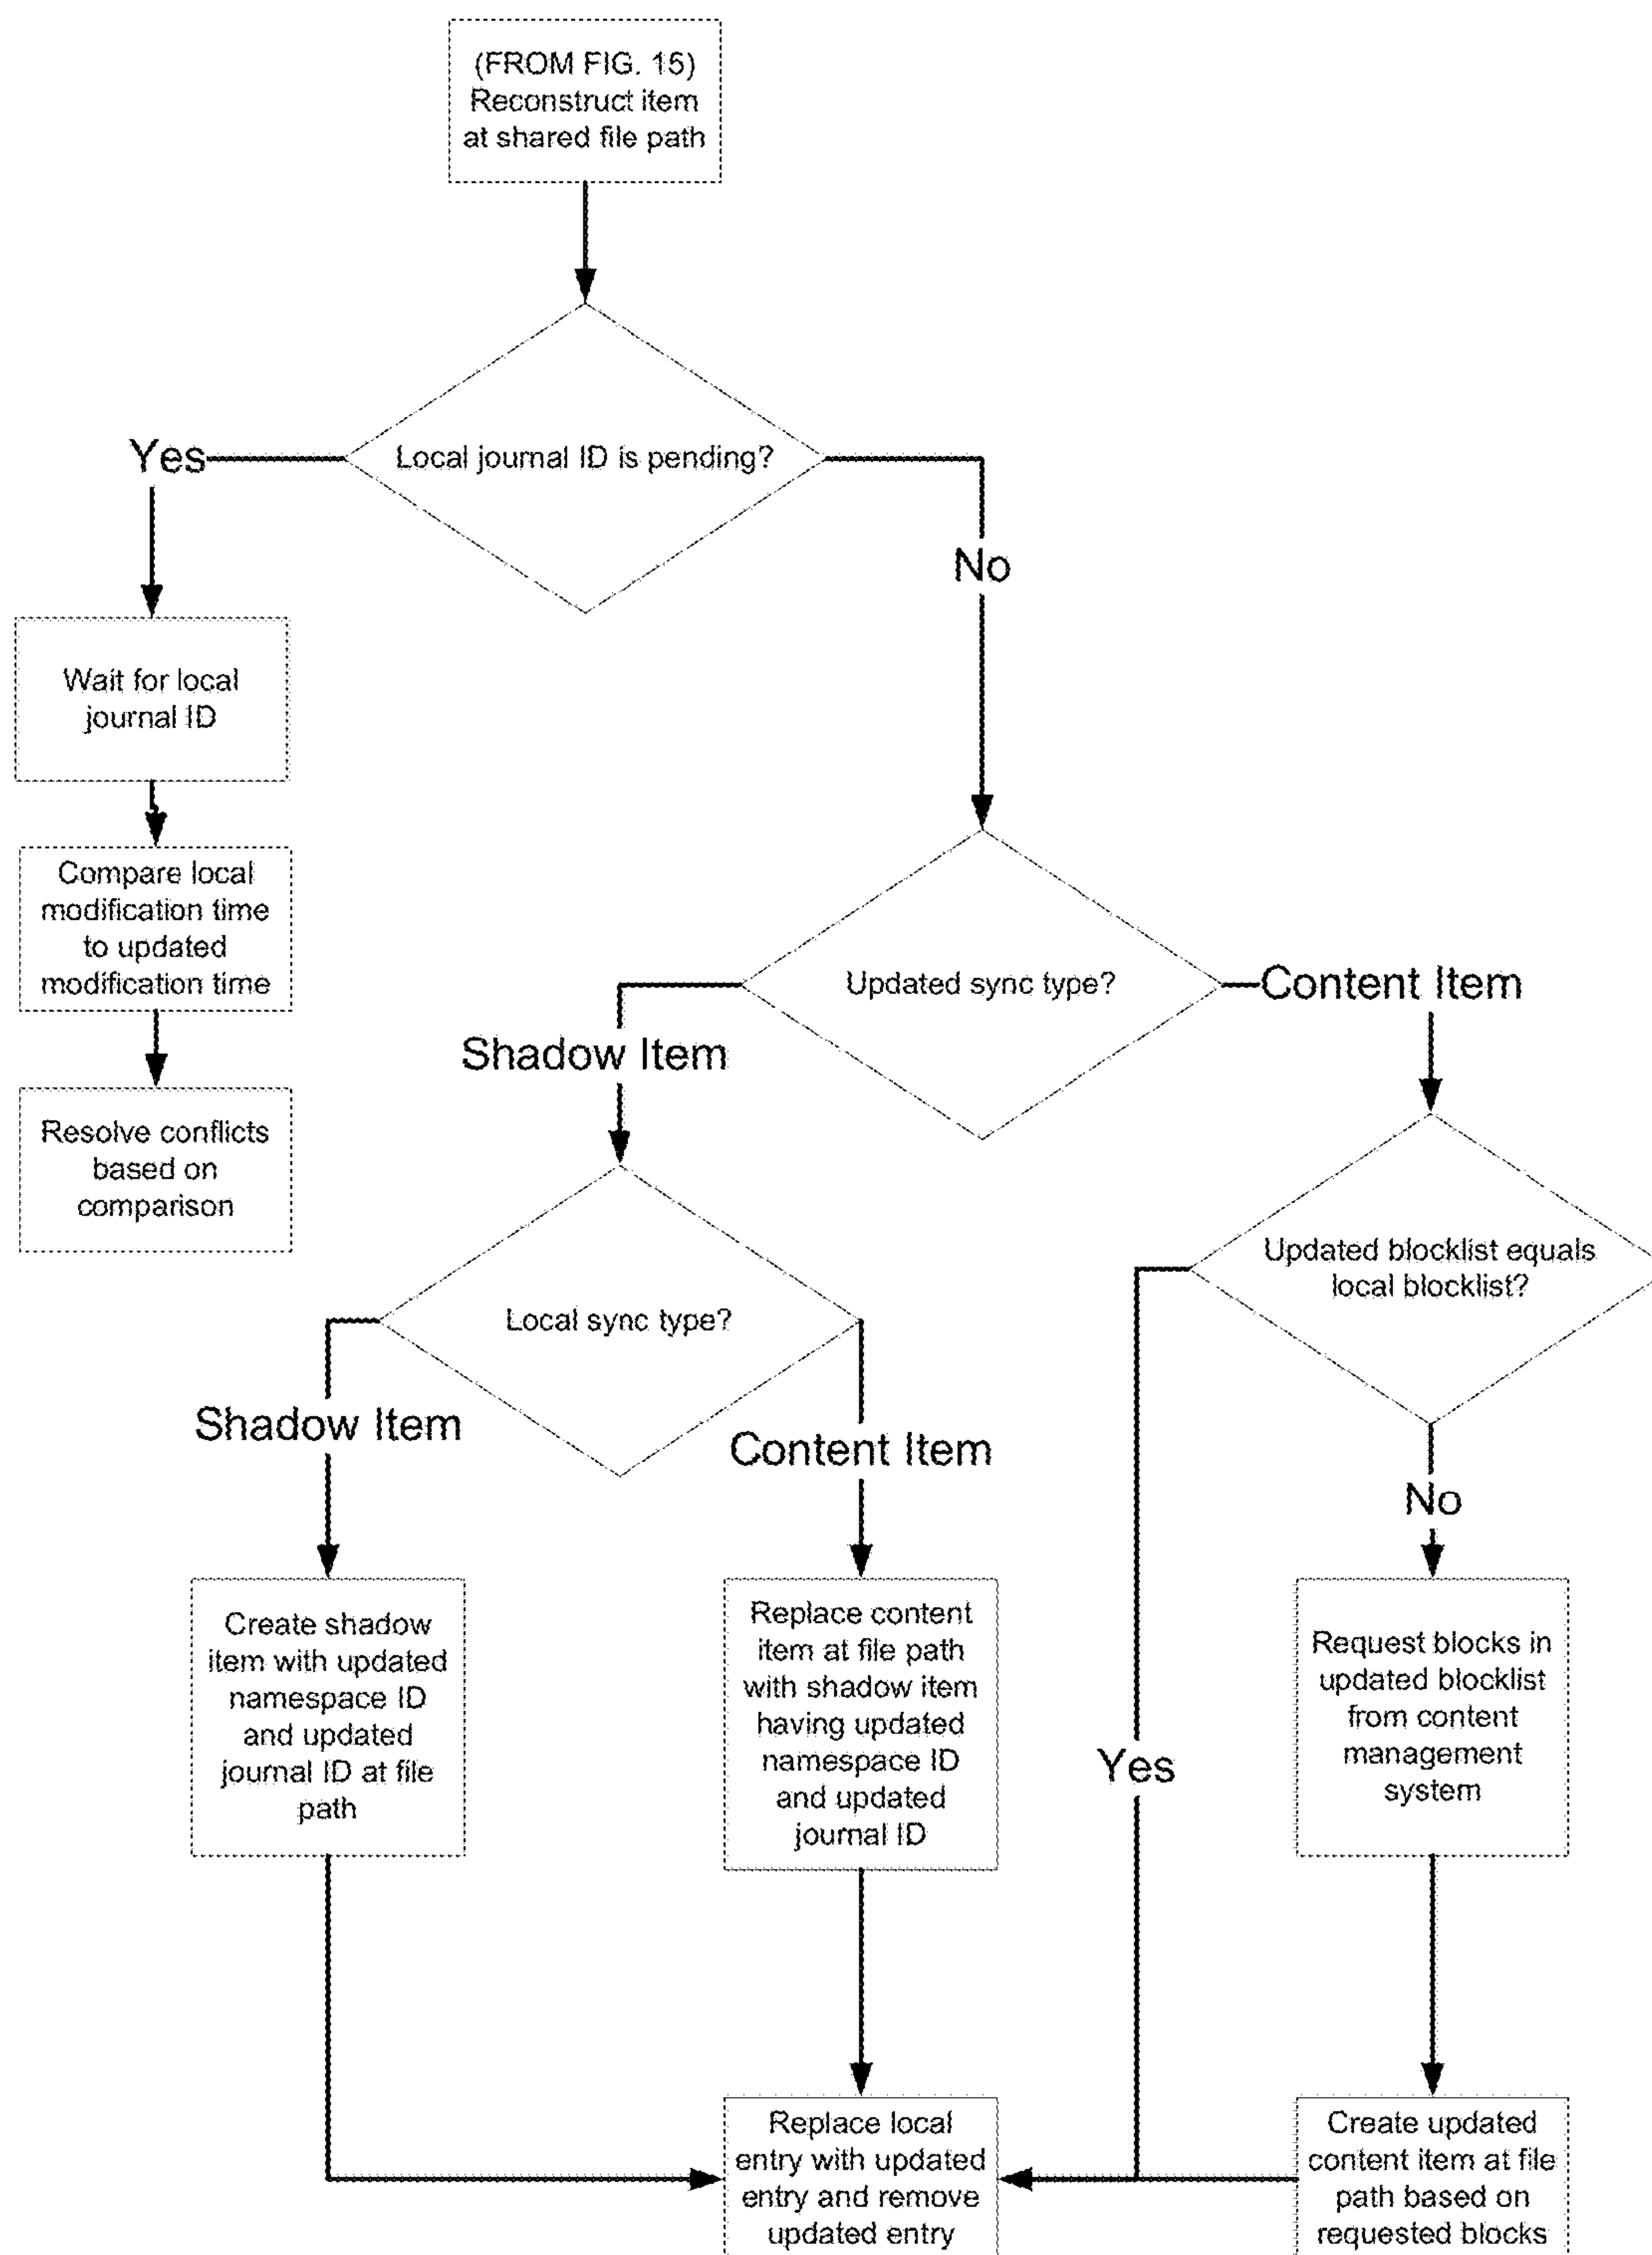 (FROM FIG. 15)
Reconstruct item
at shared file path
Local journal ID is pending?
Yes
No
Wait for local
journal ID
Compare local
modification time
to updated
modification time
Resolve conflicts
based on
comparison
Updated sync type?
Shadow Item
Content Item
Local sync type?
Updated blocklist equals
local blocklist?
Shadow Item
Content Item
No
Yes
Create shadow
item with updated
namespace ID
and updated
journal ID at file
path
Replace content
item at file path
with shadow item
having updated
namespace ID
and updated
journal ID
Request blocks in
updated blocklist
from content
management
system
Replace local
entry with updated
entry and remove
updated entry
Create updated
content item at file
path based on
requested blocks